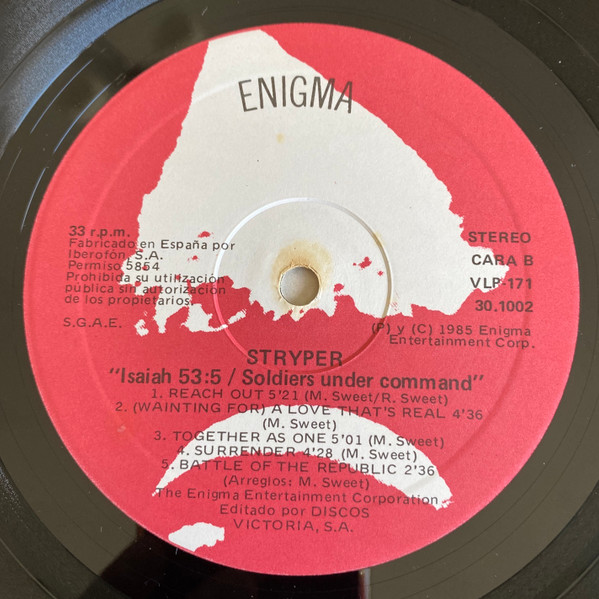 ENIGMA
33 r.p.m.
Fabricado en España por
Iberofón, S.A.
Permiso 5854
Prohibida su utilización
pública sin autorización
de los propietarios.
S.G.A.E.
STEREO
CARA B
VLP-171
30.1002
(P) y (C) 1985 Enigma
Entertainment Corp.
STRYPER
"Isaiah 53:5 / Soldiers under command"
1. REACH OUT 5'21 (M. Sweet/R. Sweet)
2. (WAINTING FOR) A LOVE THAT'S REAL 4'36
(M. Sweet)
3. TOGETHER AS ONE 5'01 (M. Sweet)
4. SURRENDER 4'28 (M. Sweet)
5. BATTLE OF THE REPUBLIC 2'36
(Arreglos: M. Sweet)
The Enigma Entertainment Corporation
Editado por DISCOS
VICTORIA, S.A.